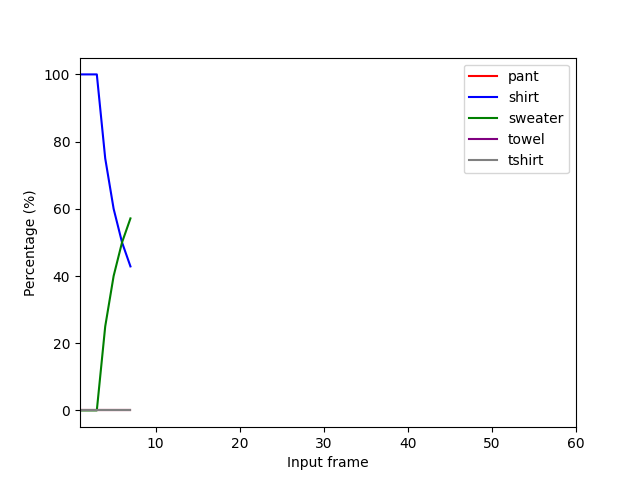 100
80
60
40
20
0
Percentage (%)
pant
shirt
sweater
towel
tshirt
10 20 30 40 50 60
Input frame